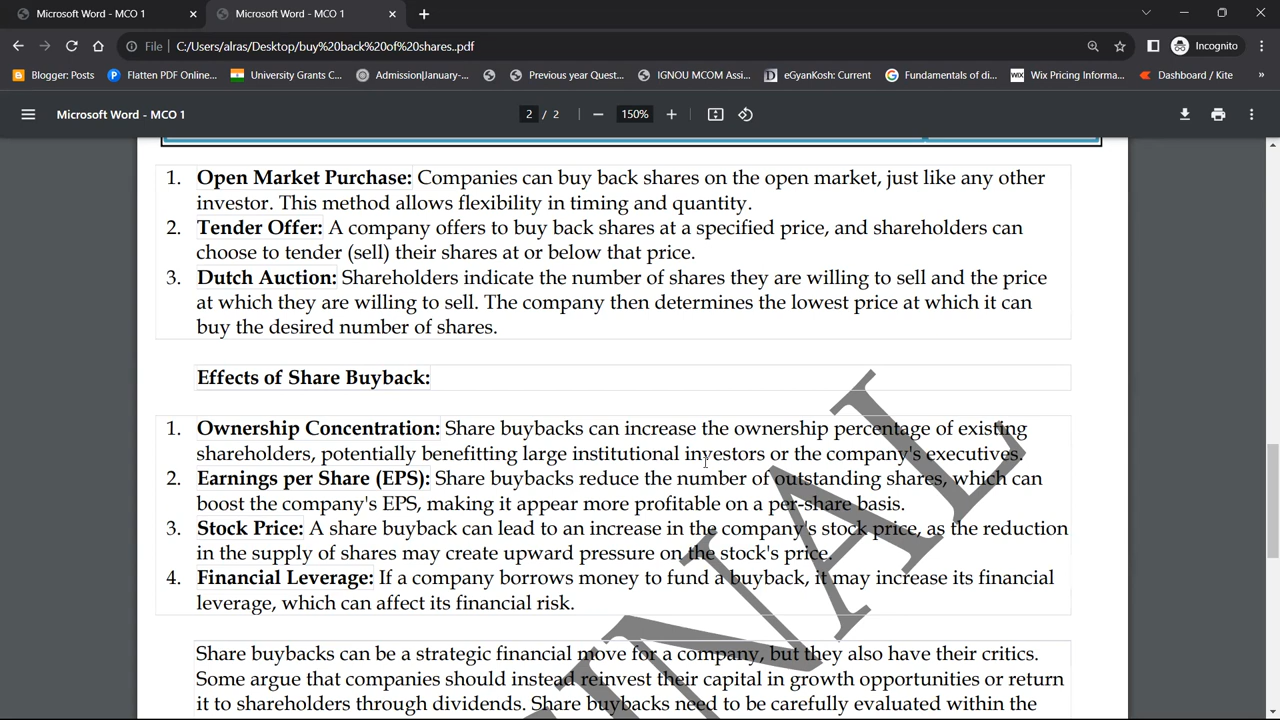 Microsoft Word - MCO 1
Microsoft Word - MCO 1
File
C:/Users/alras/Desktop/buy%20back%20of%20shares.pdf
Incognito
Blogger: Posts
Flatten PDF Online...
University Grants C...
Admission|January-...
Previous year Quest...
IGNOU MCOM Assi...
eGyanKosh: Current
Fundamentals of di...
WIX
Wix Pricing Informa...
Dashboard / Kite
»
Microsoft Word - MCO 1
2 / 2
150%
1. Open Market Purchase: Companies can buy back shares on the open market, just like any other
investor. This method allows flexibility in timing and quantity.
2. Tender Offer: A company offers to buy back shares at a specified price, and shareholders can
choose to tender (sell) their shares at or below that price.
3. Dutch Auction: Shareholders indicate the number of shares they are willing to sell and the price
at which they are willing to sell. The company then determines the lowest price at which it can
buy the desired number of shares.
Effects of Share Buyback:
1. Ownership Concentration: Share buybacks can increase the ownership percentage of existing
shareholders, potentially benefitting large institutional investors or the company's executives.
2. Earnings per Share (EPS): Share buybacks reduce the number of outstanding shares, which can
boost the company's EPS, making it appear more profitable on a per-share basis.
3. Stock Price: A share buyback can lead to an increase in the company's stock price, as the reduction
in the supply of shares may create upward pressure on the stock's price.
4. Financial Leverage: If a company borrows money to fund a buyback, it may increase its financial
leverage, which can affect its financial risk.
Share buybacks can be a strategic financial move for a company, but they also have their critics.
Some argue that companies should instead reinvest their capital in growth opportunities or return
it to shareholders through dividends. Share buybacks need to be carefully evaluated within the